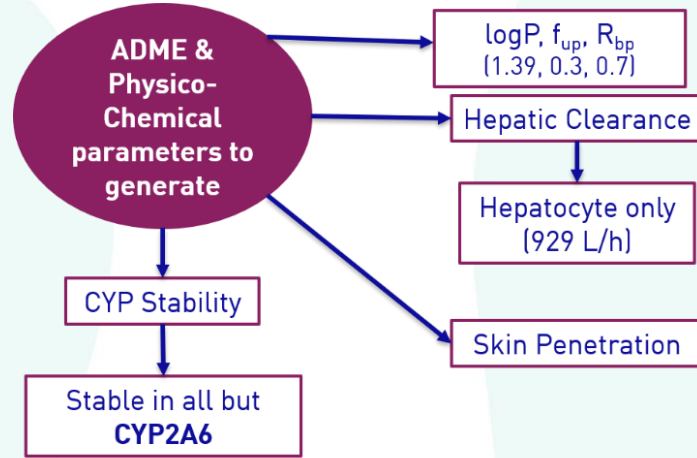 ADME &
Physico-
Chemical
parameters to
generate
logP, fup, Rbp
(1.39, 0.3, 0.7)
Hepatic Clearance
Hepatocyte only
(929 L/h)
CYP Stability
Skin Penetration
Stable in all but
CYP2A6